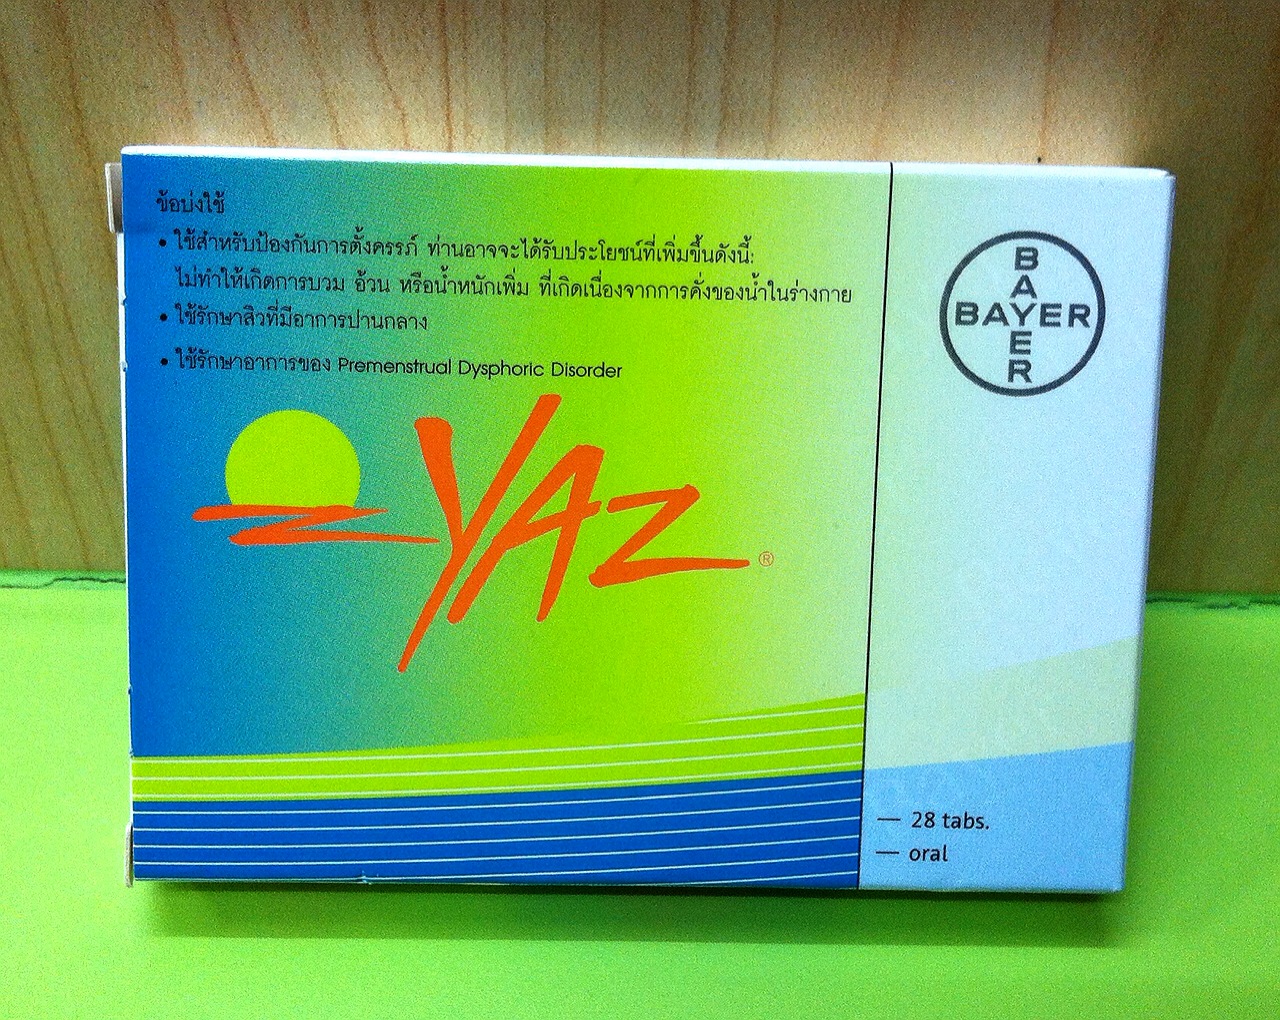 ข้อบ่งใช้
• ใช้สำหรับป้องกันการตั้งครรภ์ ท่านอาจจะได้รับประโยชน์ที่เพิ่มขึ้นดังนี้:
ไม่ทำให้เกิดการบวม อ้วน หรือน้ำหนักเพิ่ม ที่เกิดเนื่องจากการคั่งของน้ำในร่างกาย
• ใช้รักษาสิวที่มีอาการปานกลาง
• ใช้รักษาอาการของ Premenstrual Dysphoric Disorder
YAZ ®
BAYER
BAYER
— 28 tabs.
— oral